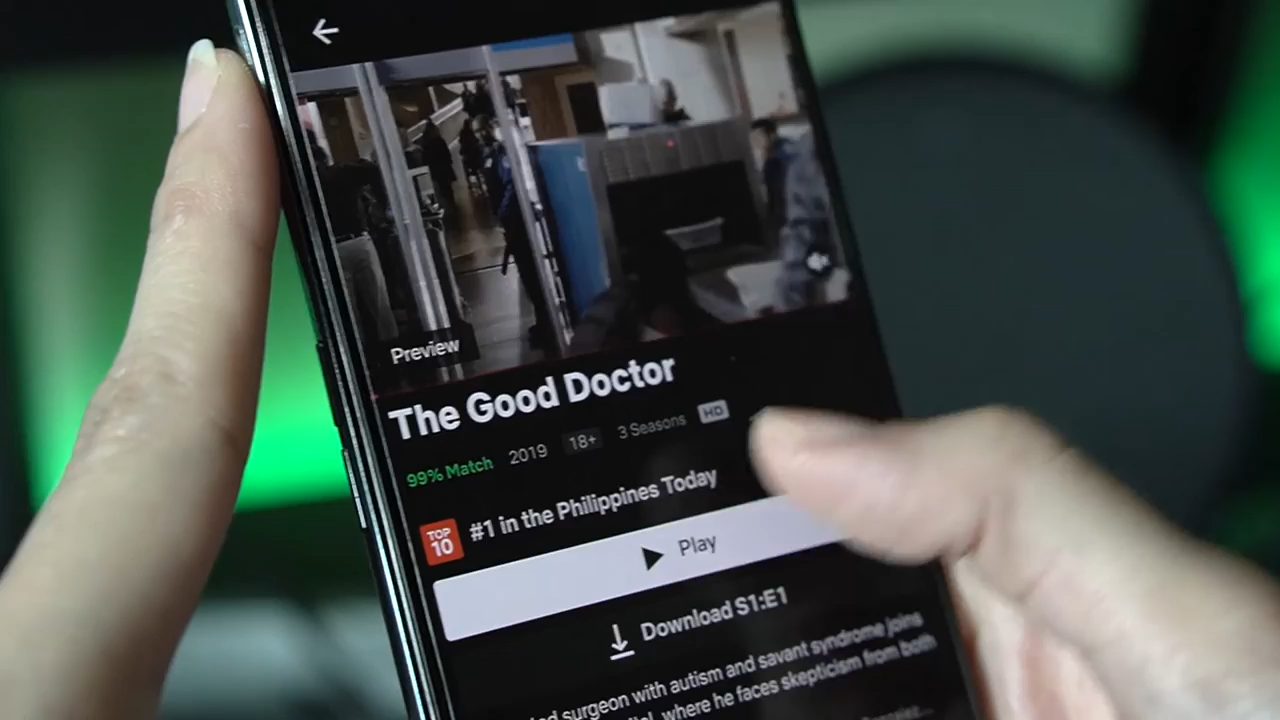 Preview
The Good Doctor
99% Match 2019 18+ 3 Seasons HD
TOP 10 #1 in the Philippines Today
Play
Download S1:E1
surgeon with autism and savant syndrome joins
where he faces skepticism from both